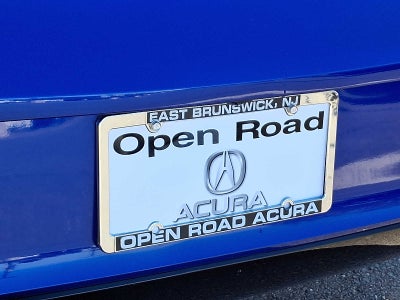 EAST BRUNSWICK, NJ
Open Road
ACURA
OPEN ROAD ACURA